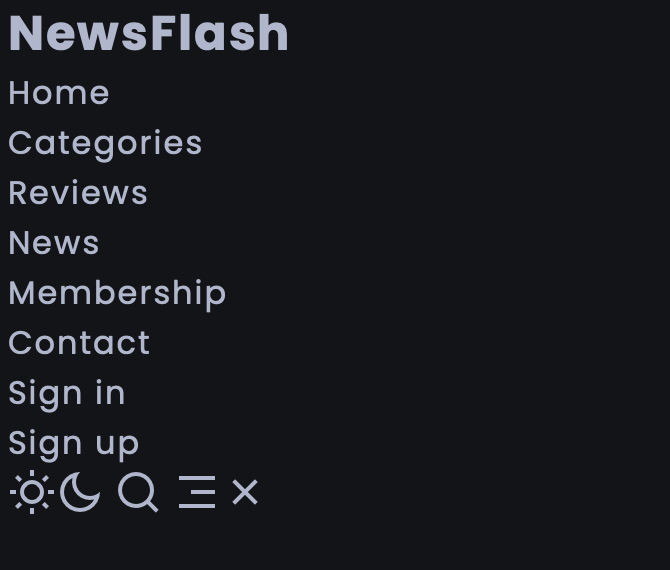 NewsFlash
Home
Categories
Reviews
News
Membership
Contact
Sign in
Sign up